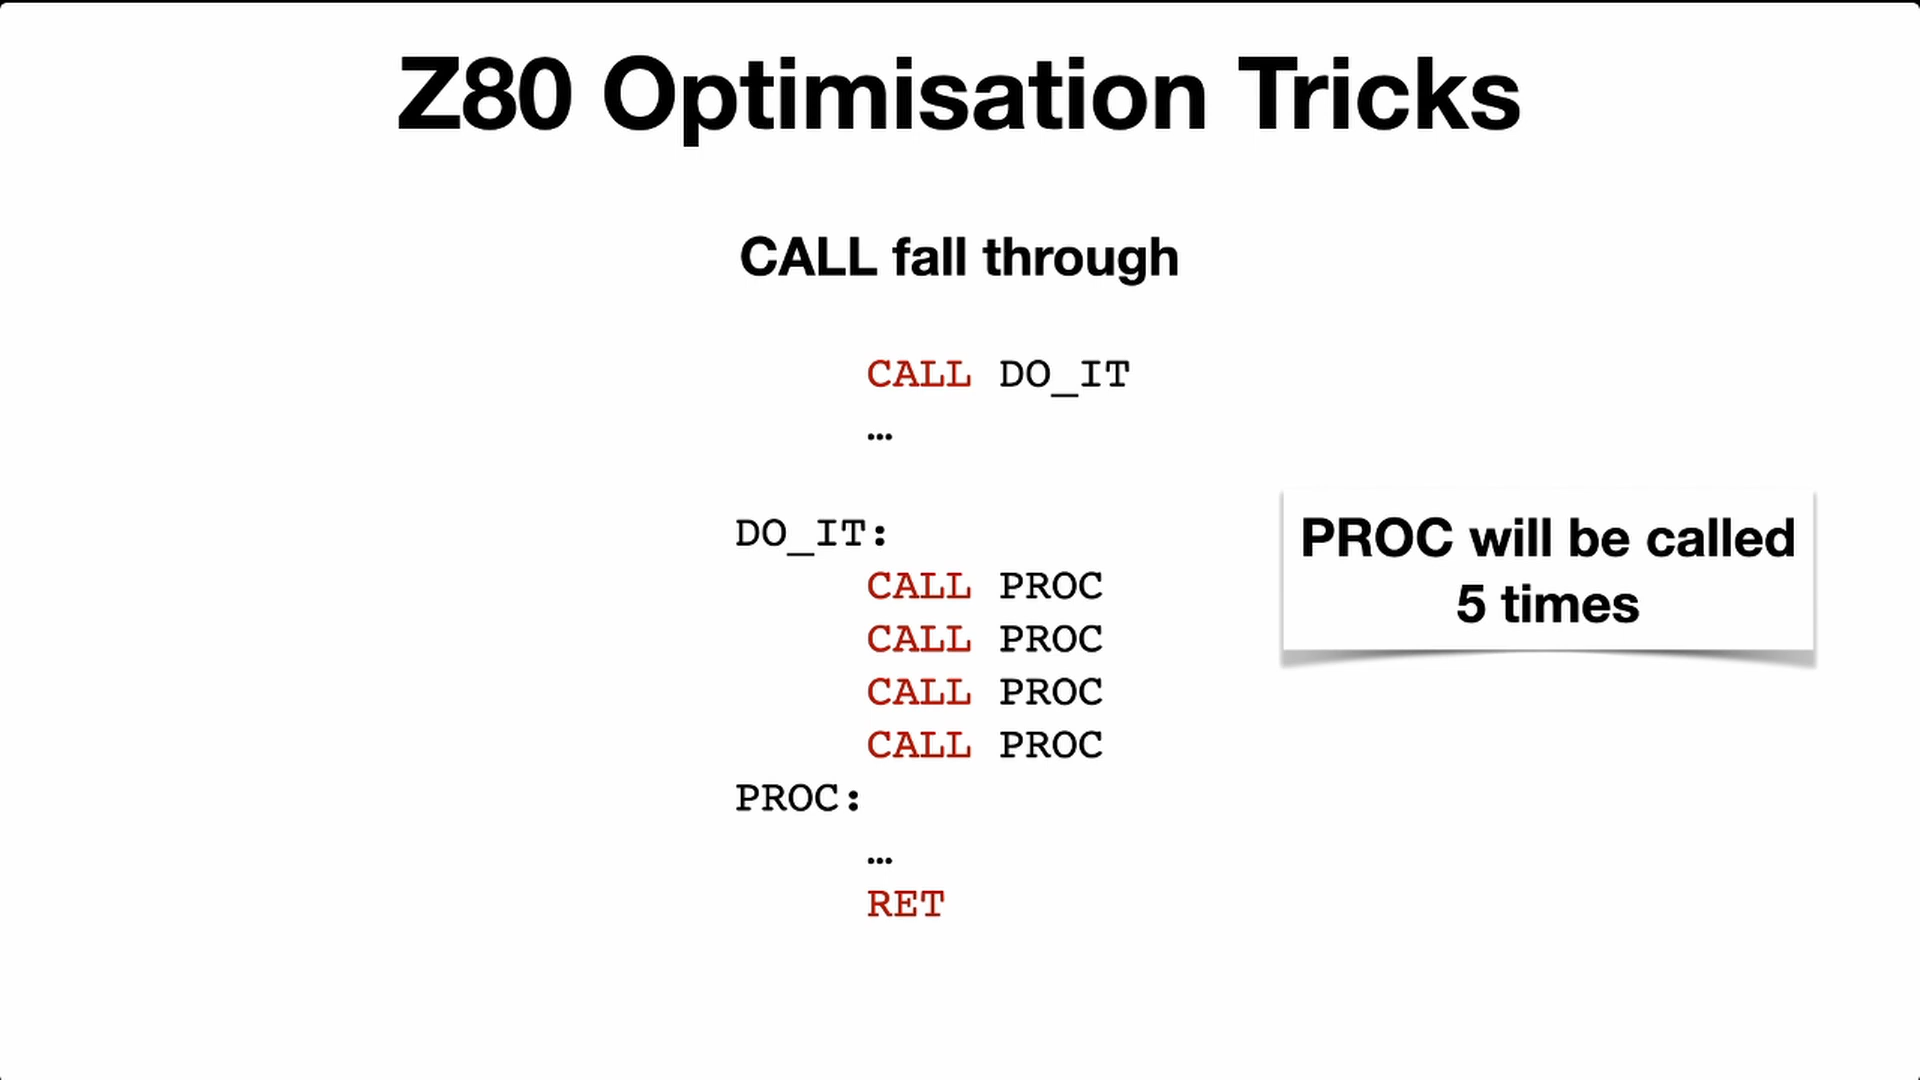 Z80 Optimisation Tricks
CALL fall through
CALL DO_IT
…
DO_IT:
CALL PROC
CALL PROC
CALL PROC
CALL PROC
PROC:
…
RET
PROC will be called
5 times